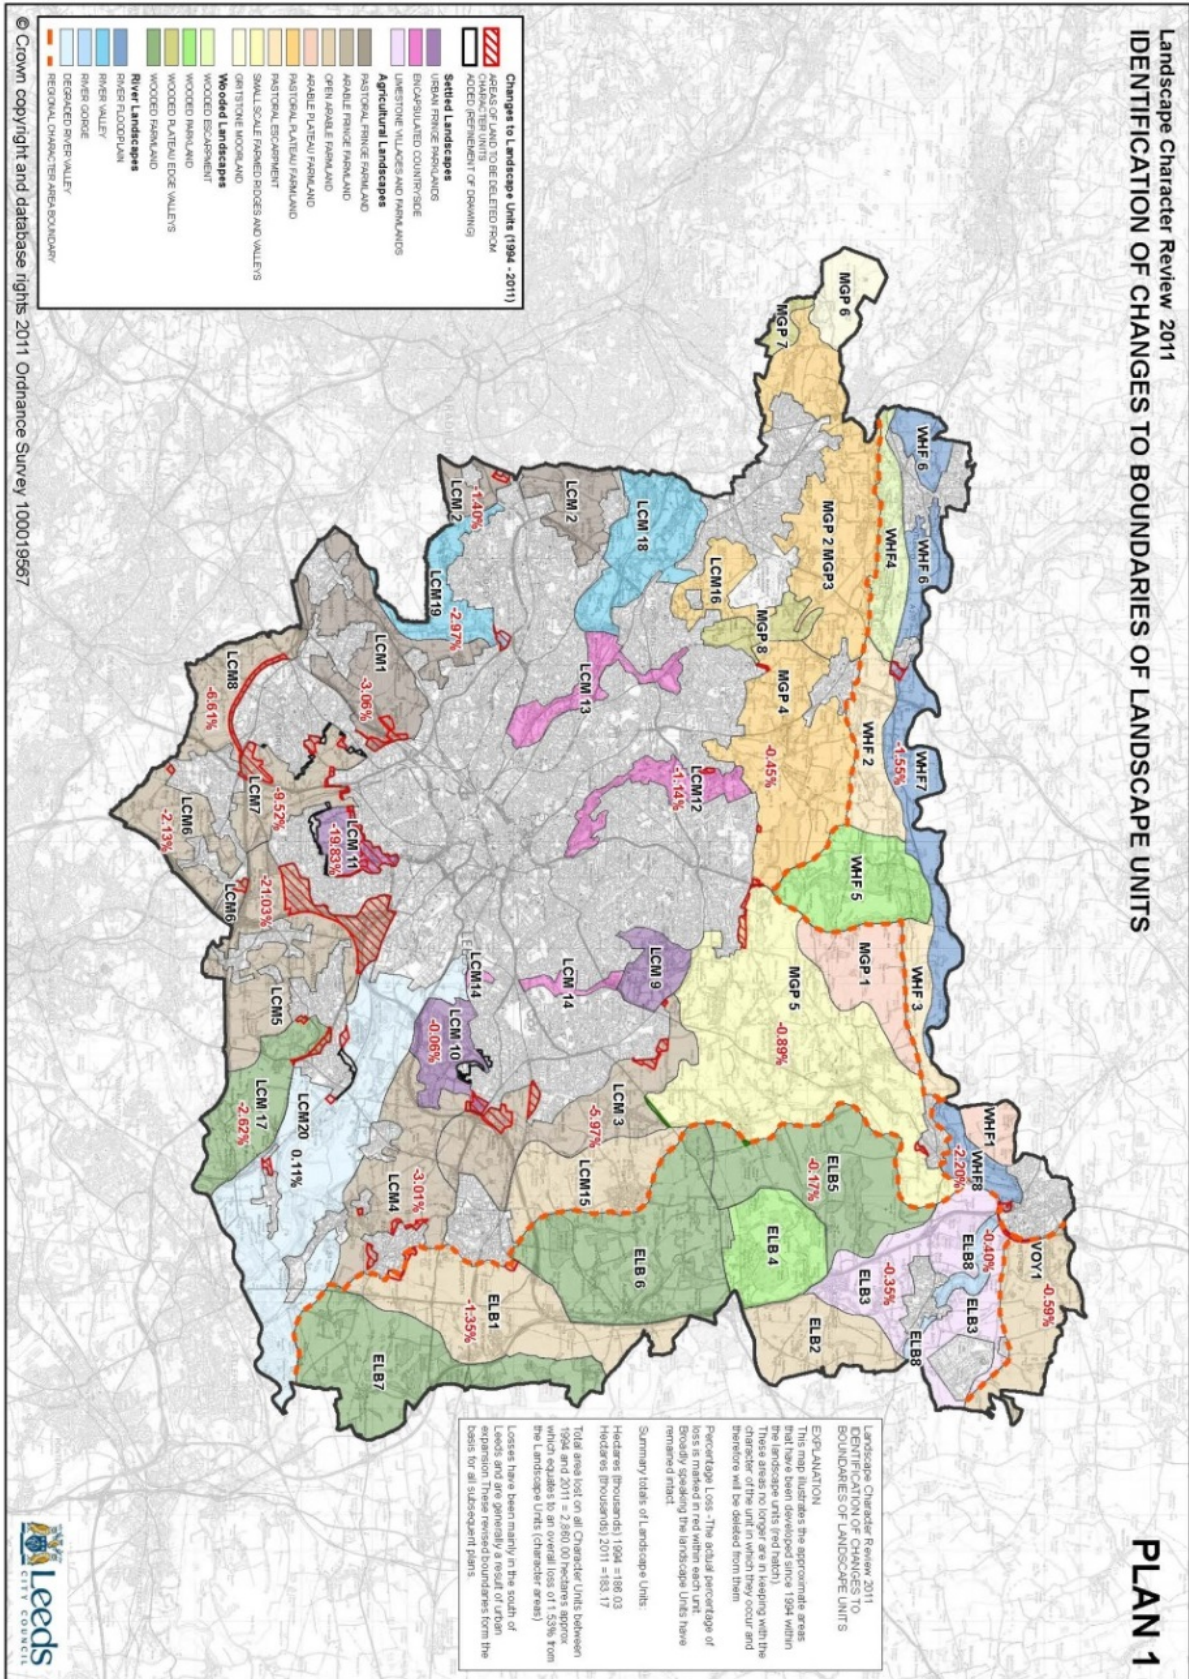 Landscape Character Review 2011
IDENTIFICATION OF CHANGES TO BOUNDARIES OF LANDSCAPE UNITS
PLAN 1
MGP 6
MGP 7
WHF 6
WHF 6
WHF4
MGP 2 MGP3
WHF7
-1.55%
WHF 2
LCM16
MGP 8
MGP 4
-0.45%
WHF 5
MGP 1
WHF 3
MGP 5
-0.89%
WHF1
WHF8
-2.20%
VOY1
-0.59%
-0.40%
ELB8
ELB3
ELB3
-0.35%
ELB8
ELB2
ELB5
-0.17%
ELB 4
ELB 6
LCM 18
LCM 2
LCM 2
-1.40%
LCM19
-2.97%
LCM 13
LCM12
-1.14%
LCM 9
LCM 14
LCM14
LCM 3
-5.97%
LCM15
LCM 10
-0.06%
LCM4
-3.01%
ELB1
-1.35%
ELB7
LCM1
-3.06%
LCM8
-6.61%
LCM7
-9.52%
LCM 11
-19.83%
LCM6
-2.13%
LCM6
-21.03%
LCM5
LCM 17
-2.62%
LCM20
0.11%
Changes to Landscape Units (1994 - 2011)
AREAS OF LAND TO BE DELETED FROM
CHARACTER UNITS
ADDED (REFINEMENT OF DRAWING)
Settled Landscapes
URBAN FRINGE PARKLANDS
ENCAPSULATED COUNTRYSIDE
LIMESTONE VILLAGES AND FARMLANDS
Agricultural Landscapes
PASTORAL FRINGE FARMLAND
ARABLE FRINGE FARMLAND
OPEN ARABLE FARMLAND
ARABLE PLATEAU FARMLAND
PASTORAL PLATEAU FARMLAND
PASTORAL ESCARPMENT
SMALL SCALE FARMED RIDGES AND VALLEYS
GRITSTONE MOORLAND
Wooded Landscapes
WOODED ESCARPMENT
WOODED PARKLAND
WOODED PLATEAU EDGE VALLEYS
WOODED FARMLAND
River Landscapes
RIVER FLOODPLAIN
RIVER VALLEY
RIVER GORGE
DEGRADED RIVER VALLEY
REGIONAL CHARACTER AREA BOUNDARY
Landscape Character Review 2011
IDENTIFICATION OF CHANGES TO
BOUNDARIES OF LANDSCAPE UNITS
EXPLANATION
This map illustrates the approximate areas
that have been developed since 1994 within
the landscape units (red hatch)
These areas no longer are in keeping with the
character of the unit in which they occur and
therefore will be deleted from them
Percentage Loss - The actual percentage of
loss is marked in red within each unit
Broadly speaking the landscape Units have
remained intact
Summary totals of Landscape Units:
Hectares (thousands) 1994 = 186.03
Hectares (thousands) 2011 = 183.17
Total area lost on all Character Units between
1994 and 2011 = 2,860.00 hectares approx
which equates to an overall loss of 1.53% from
the Landscape Units (character areas)
Losses have been mainly in the south of
Leeds and are generally a result of urban
expansion These revised boundaries form the
basis for all subsequent plans.
© Crown copyright and database rights 2011 Ordnance Survey 100019567
Leeds
CITY COUNCIL